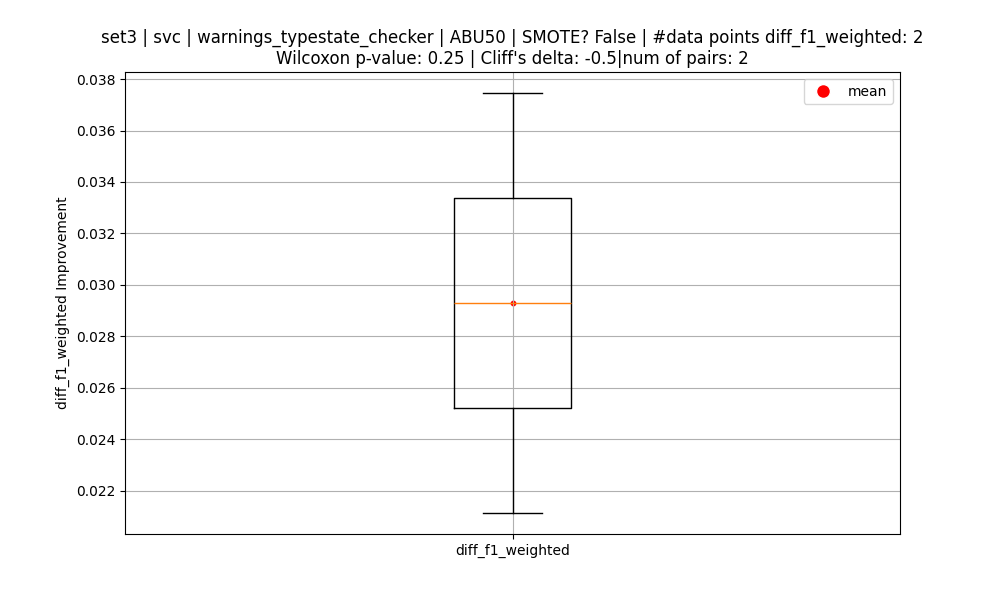 set3 | svc | warnings_typestate_checker | ABU50 | SMOTE? False | #data points diff_f1_weighted: 2
Wilcoxon p-value: 0.25 | Cliff's delta: -0.5|num of pairs: 2
mean
0.038
0.036
0.034
0.032
0.030
0.028
0.026
0.024
0.022
diff_f1_weighted Improvement
diff_f1_weighted